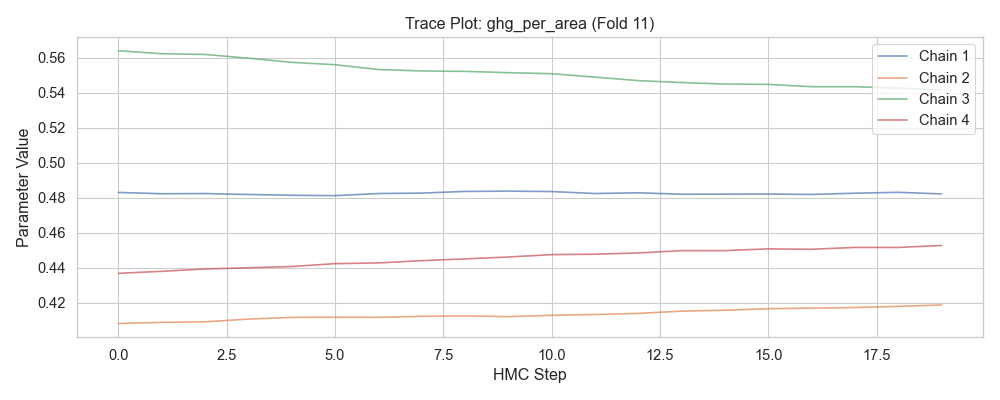 Trace Plot: ghg_per_area (Fold 11)
Parameter Value
0.56
0.54
0.52
0.50
0.48
0.46
0.44
0.42
Chain 1
Chain 2
Chain 3
Chain 4
0.0 2.5 5.0 7.5 10.0 12.5 15.0 17.5
HMC Step